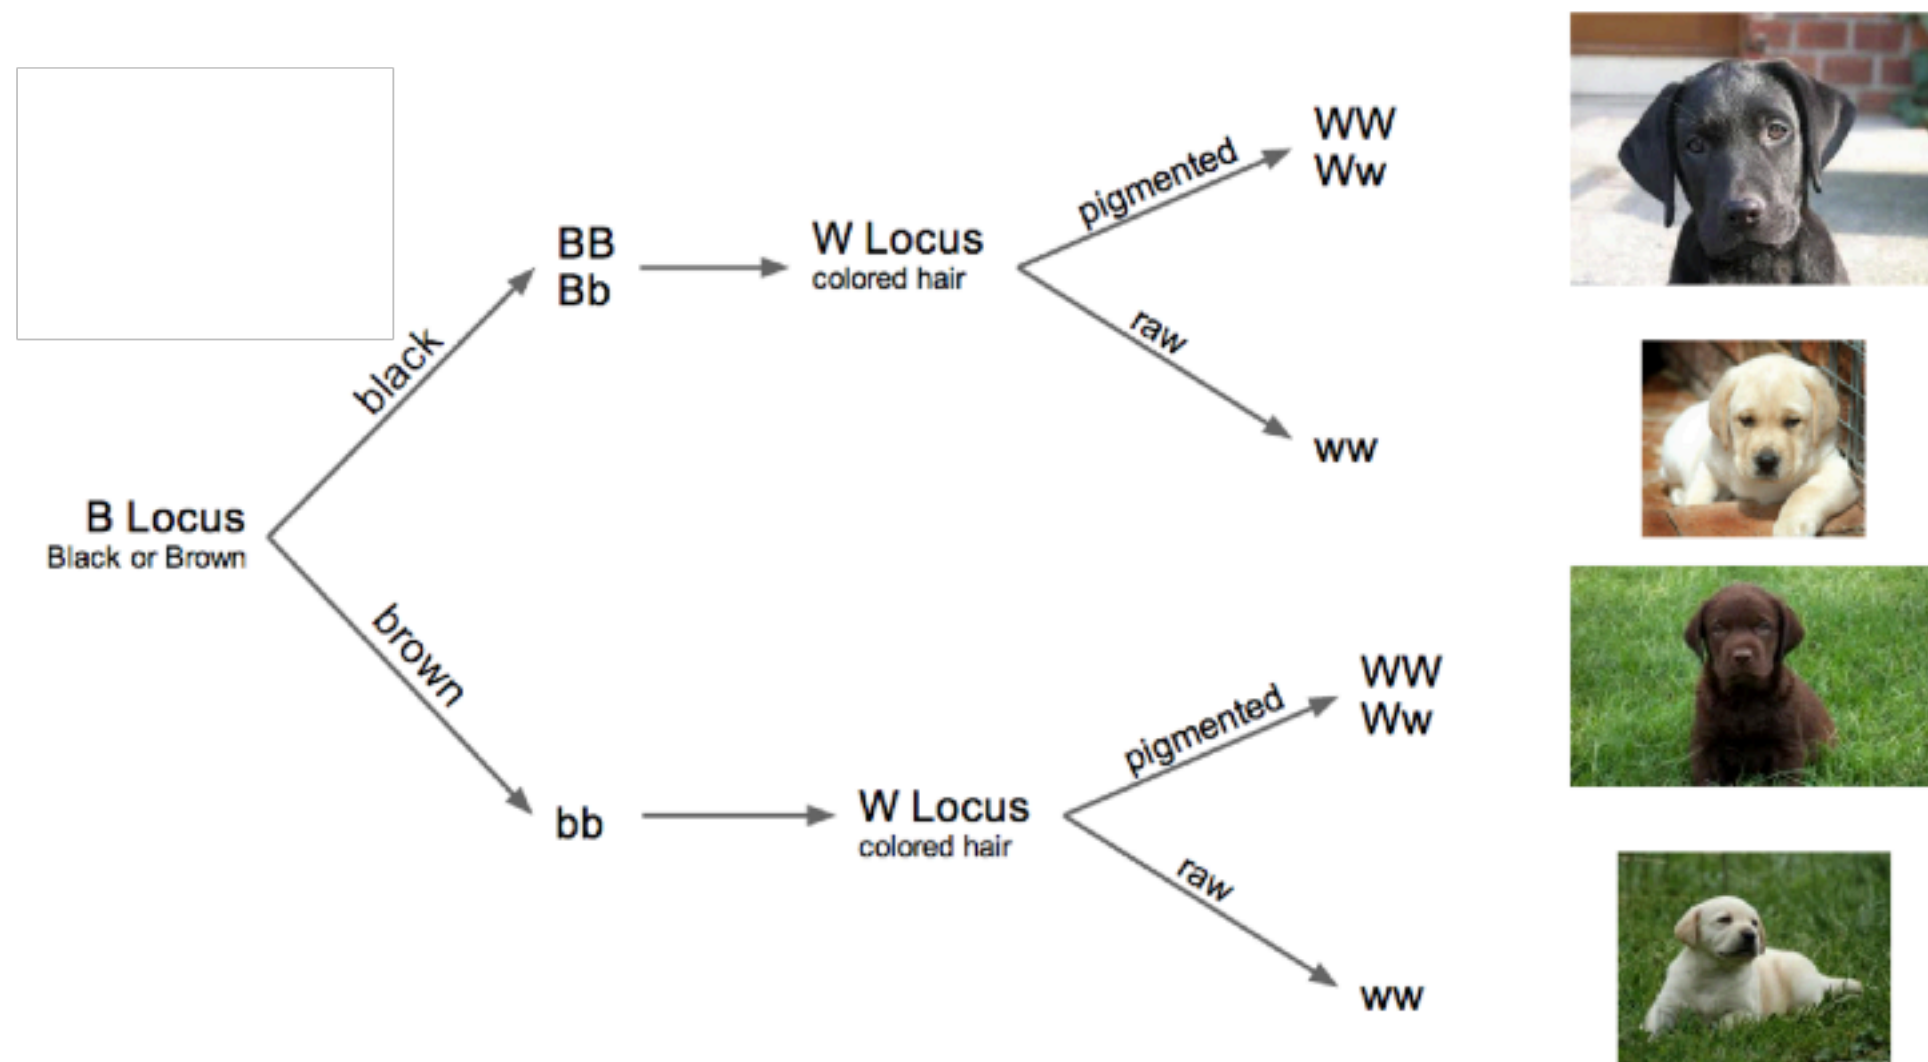 B Locus
Black or Brown
black
brown
BB
Bb
W Locus
colored hair
pigmented
raw
WW
Ww
ww
bb
W Locus
colored hair
pigmented
raw
WW
Ww
ww